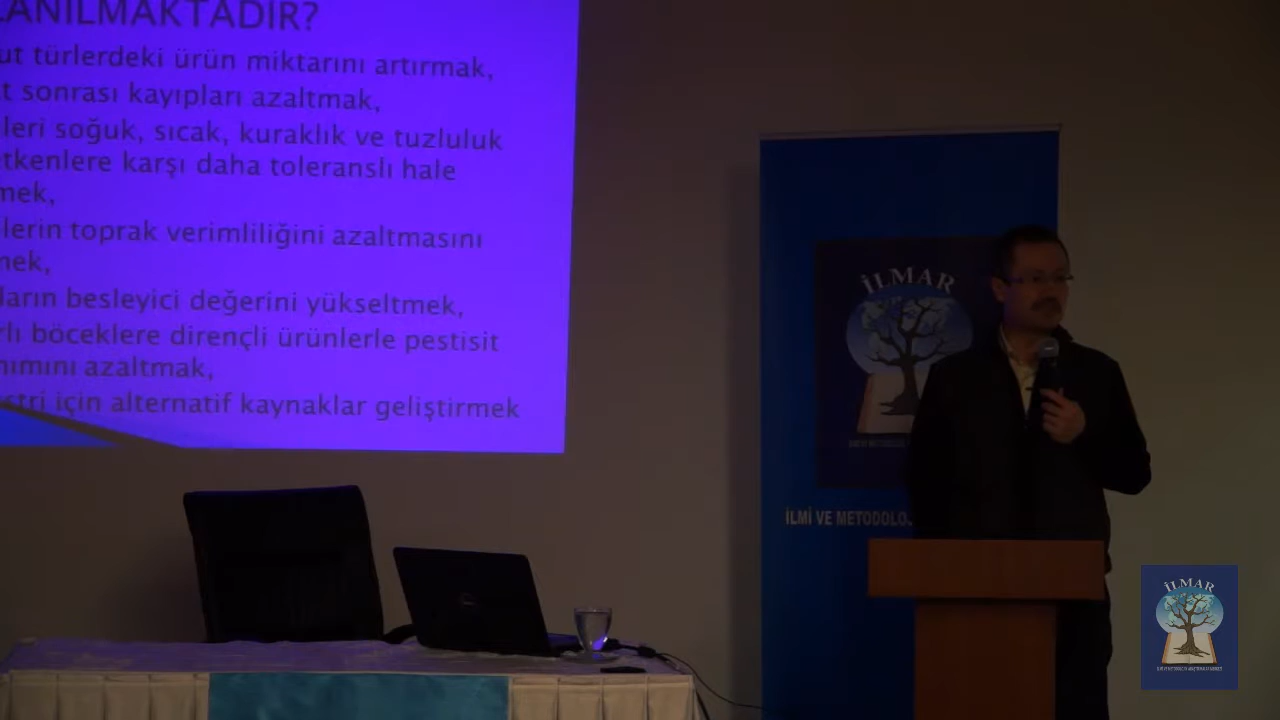 LANILMAKTADIR?
ut türlerdeki ürün miktarını artırmak,
t sonrası kayıpları azaltmak,
leri soğuk, sıcak, kuraklık ve tuzluluk
etkenlere karşı daha toleranslı hale
mek,
lerin toprak verimliliğini azaltmasını
mek,
ların besleyici değerini yükseltmek,
rlı böceklere dirençli ürünlerle pestisit
nımını azaltmak,
stri için alternatif kaynaklar geliştirmek
İLMAR
İLMİ VE METODOLO
İLMAR